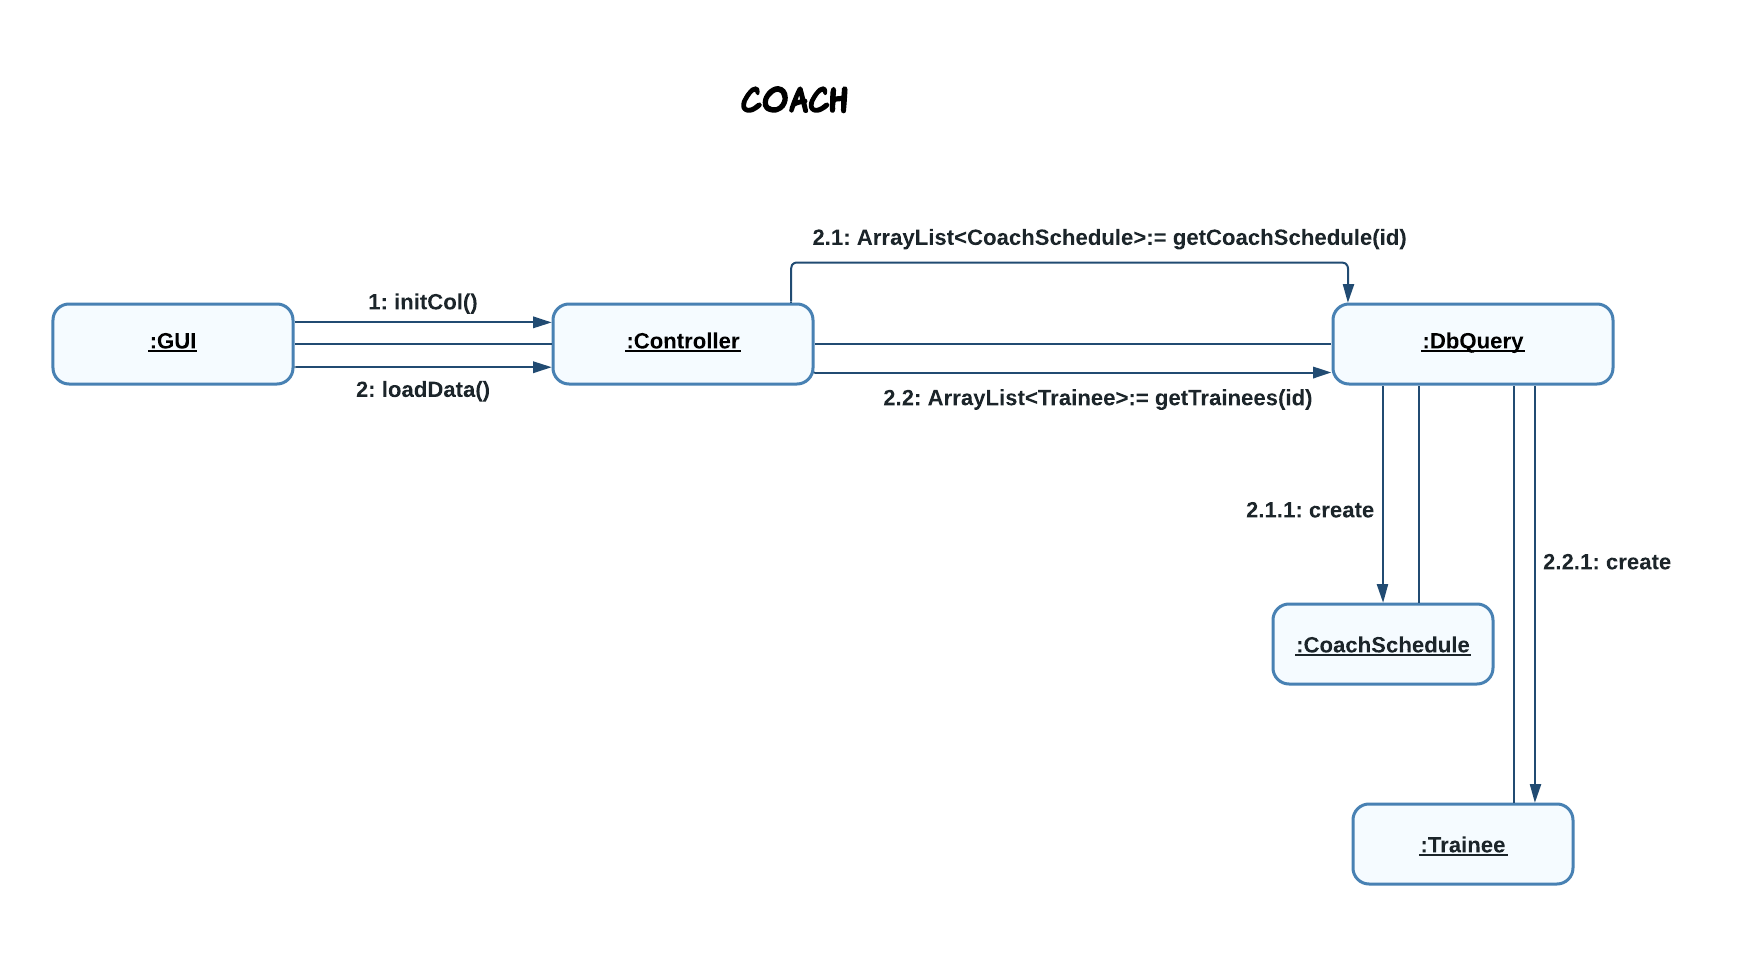 COACH
2.1: ArrayList<CoachSchedule>:= getCoachSchedule(id)
1: initCol()
:GUI
:Controller
:DbQuery
2: loadData()
2.2: ArrayList<Trainee>:= getTrainees(id)
2.1.1: create
2.2.1: create
:CoachSchedule
:Trainee